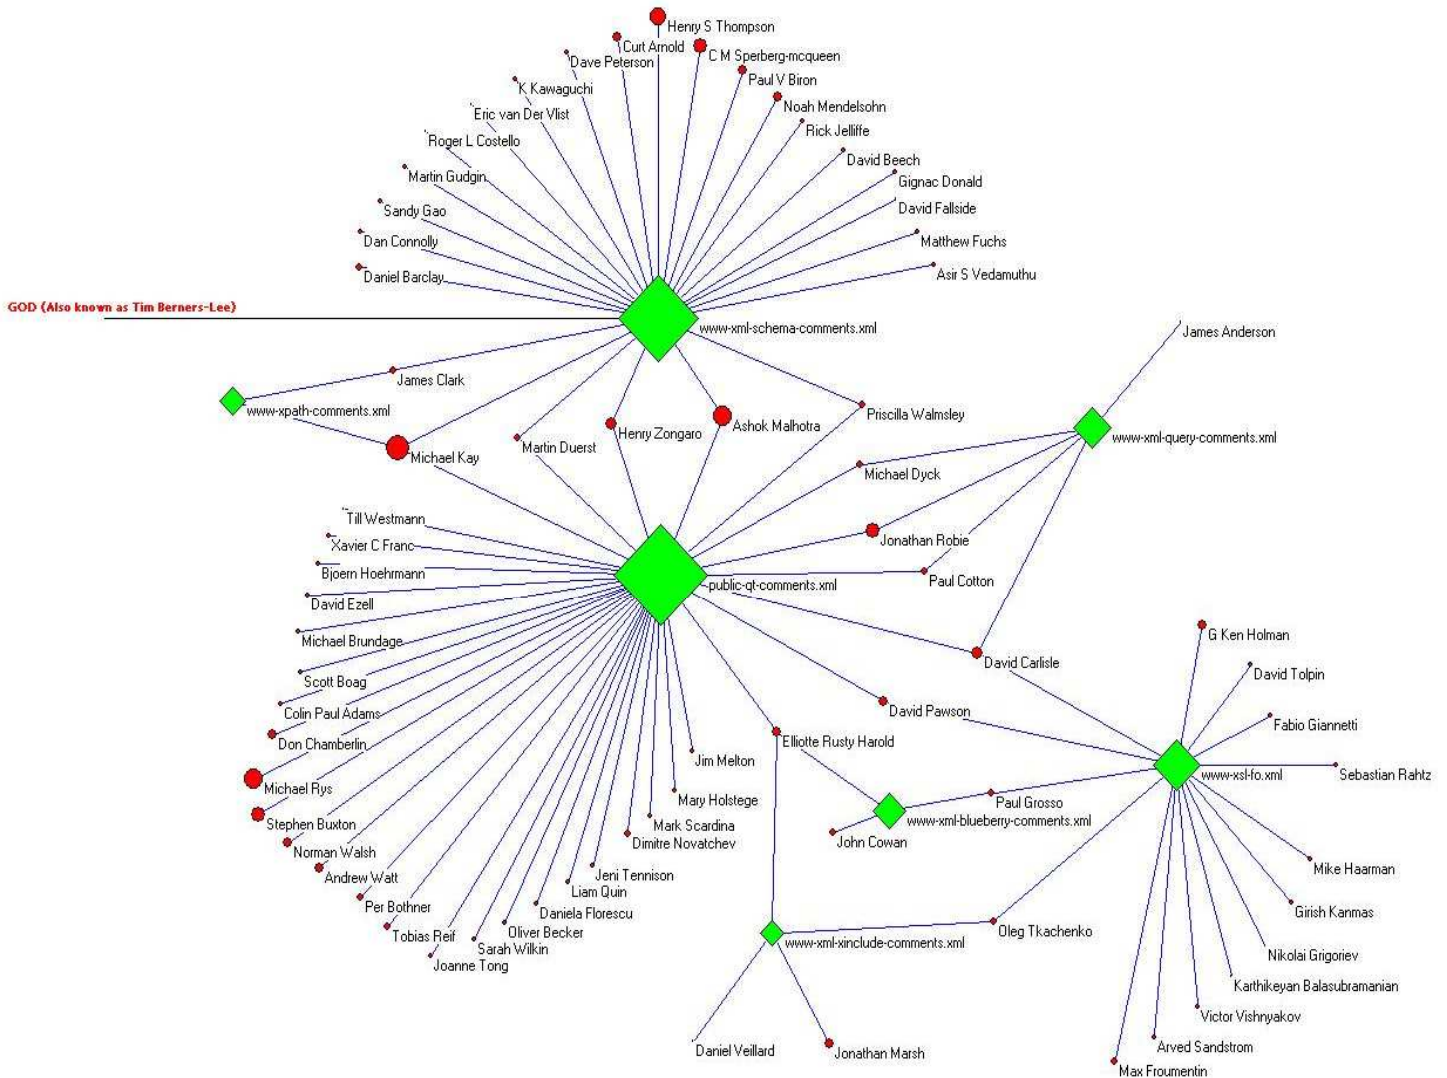 Henry S Thompson
Curt Arnold
C M Sperberg-mcqueen
Dave Peterson
Paul V Biron
K Kawaguchi
Noah Mendelsohn
Eric van Der Vlist
Rick Jelliffe
Roger L Costello
David Beech
Martin Gudgin
Gignac Donald
Sandy Gao
David Fallside
Dan Connolly
Matthew Fuchs
Daniel Barclay
Asir S Vedamuthu
GOD (Also known as Tim Berners-Lee)
www-xml-schema-comments.xml
James Anderson
James Clark
www-xpath-comments.xml
Priscilla Walmsley
Henry Zongaro
Ashok Malhotra
www-xml-query-comments.xml
Martin Duerst
Michael Kay
Michael Dyck
Till Westmann
Xavier C Franc
Jonathan Robie
Bjoern Hoehrmann
Paul Cotton
public-qt-comments.xml
David Ezell
G Ken Holman
Michael Brundage
David Carlisle
David Tolpin
Scott Boag
Colin Paul Adams
David Pawson
Fabio Giannetti
Don Chamberlin
Elliotte Rusty Harold
Jim Melton
www-xsl-fo.xml
Sebastian Rahtz
Michael Rys
Mary Holstege
Paul Grosso
Stephen Buxton
Mark Scardina
www-xml-blueberry-comments.xml
Dimitre Novatchev
John Cowan
Norman Walsh
Mike Haarman
Andrew Watt
Jeni Tennison
Liam Quin
Per Bothner
Daniela Florescu
Girish Kanmas
Tobias Reif
Oliver Becker
Oleg Tkachenko
Sarah Wilkin
www-xml-xinclude-comments.xml
Nikolai Grigoriev
Joanne Tong
Karthikeyan Balasubramanian
Victor Vishnyakov
Daniel Veillard
Jonathan Marsh
Arved Sandstrom
Max Froumentin